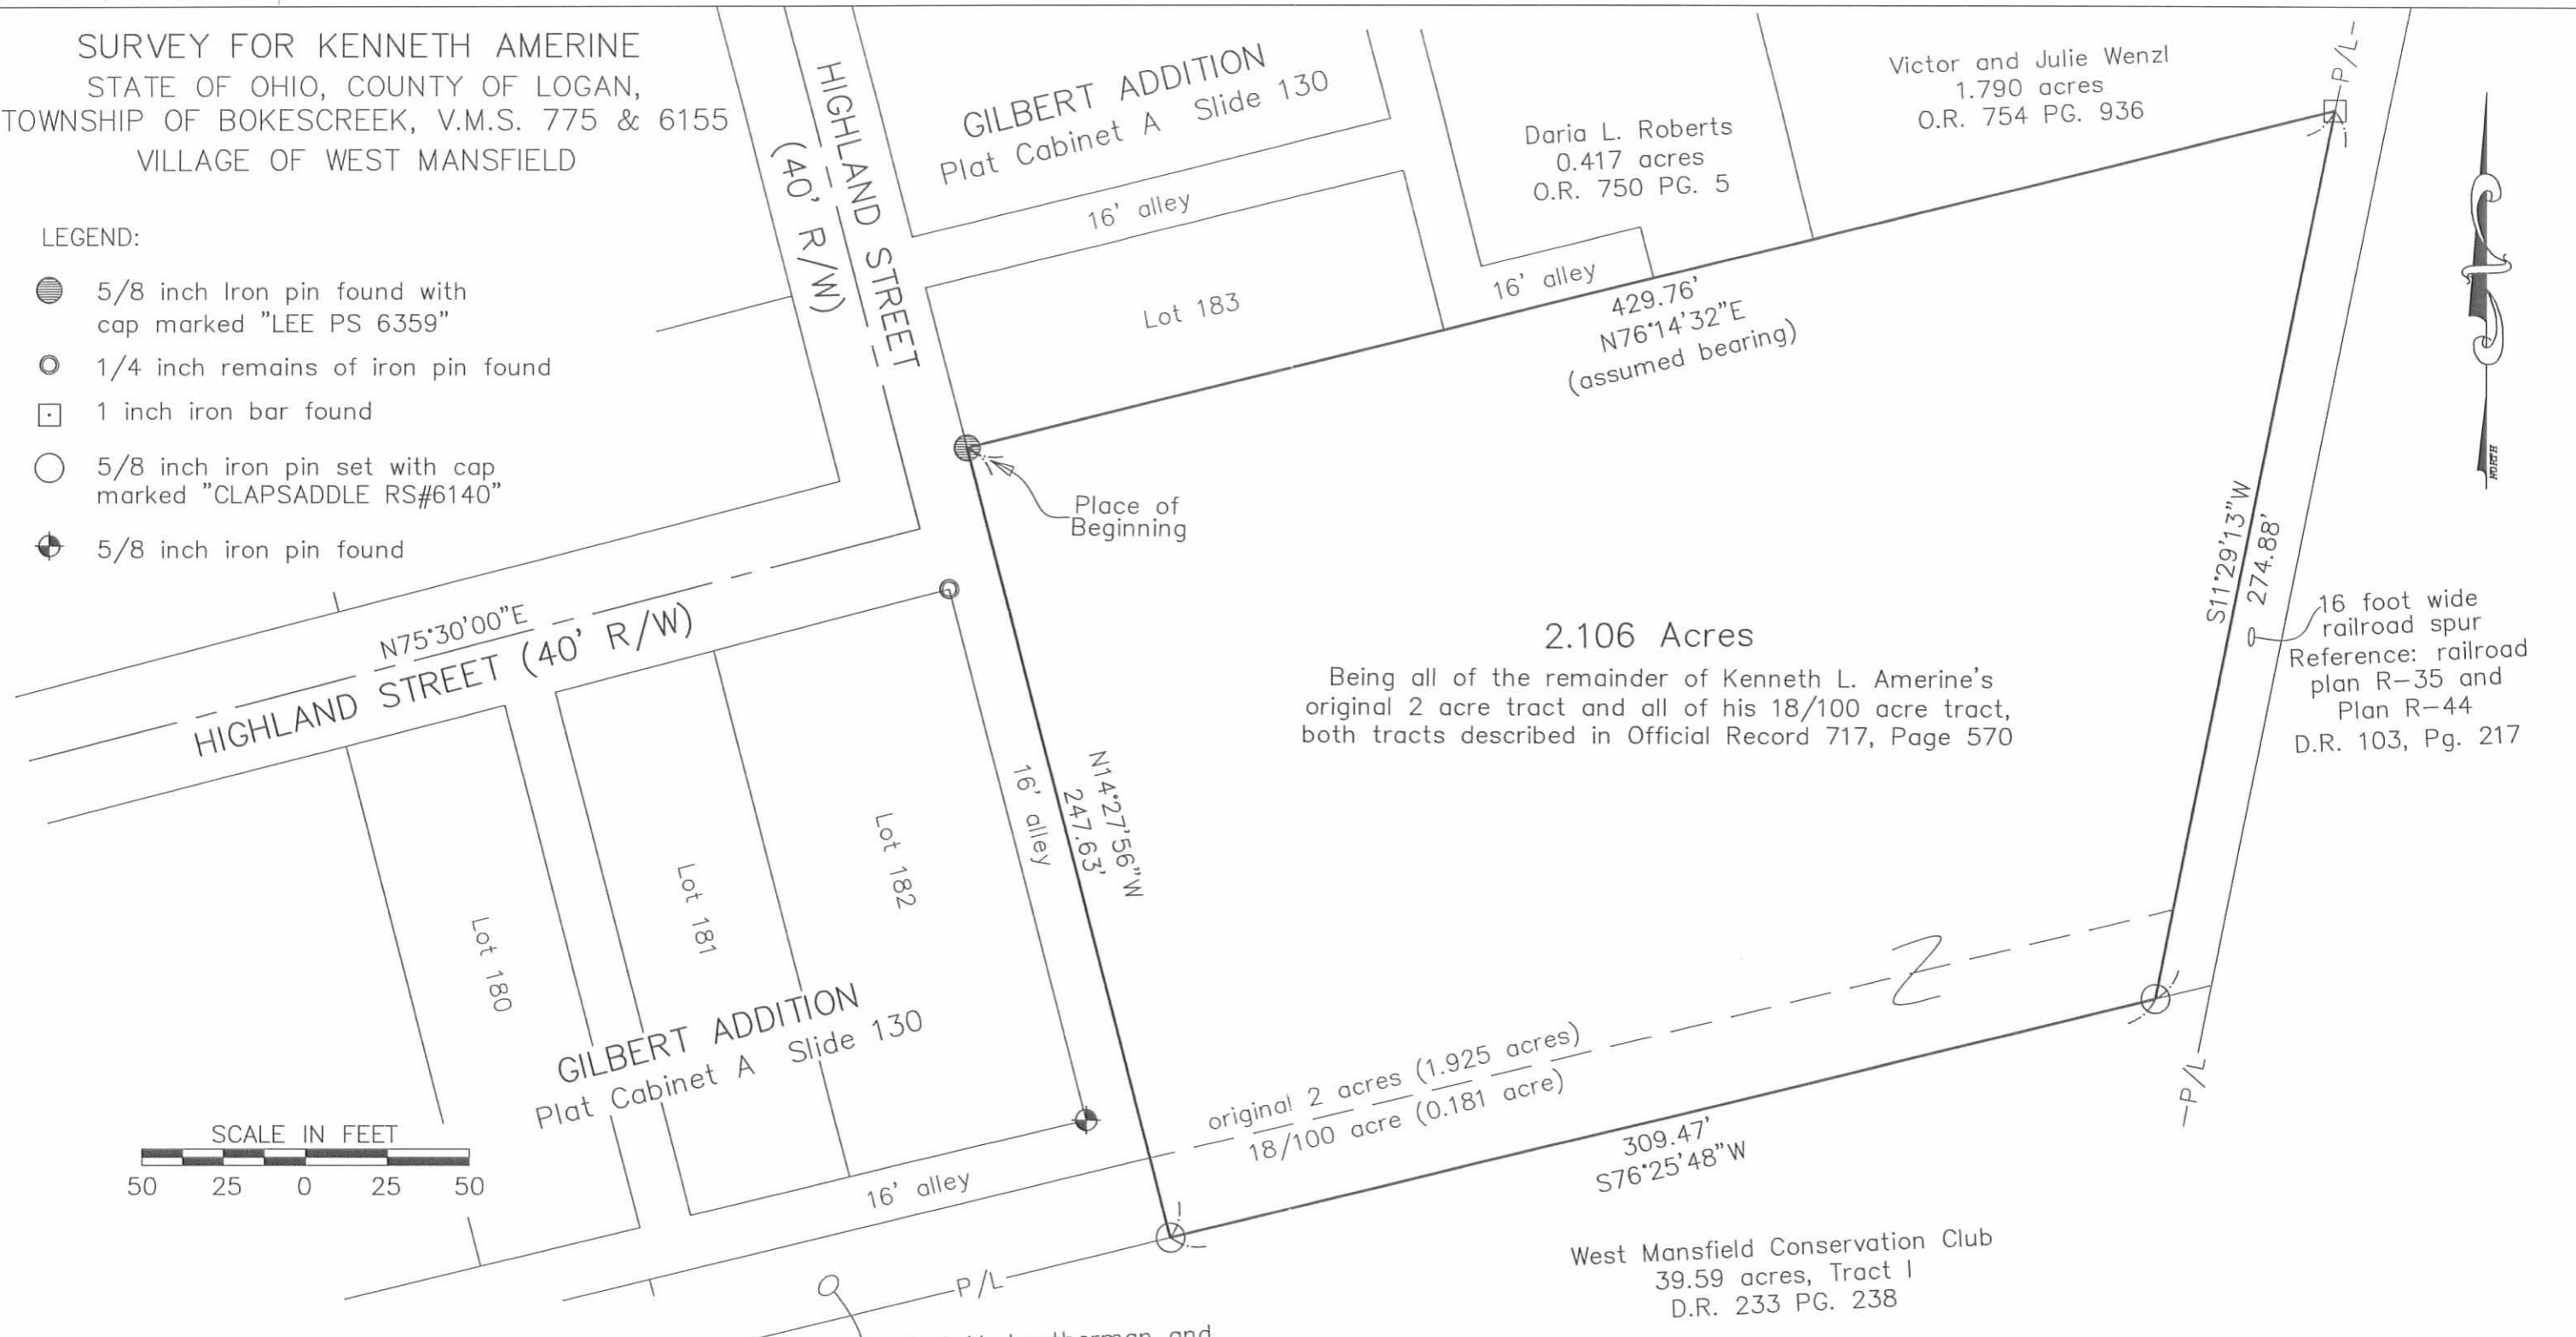 SURVEY FOR KENNETH AMERINE
STATE OF OHIO, COUNTY OF LOGAN,
TOWNSHIP OF BOKESCREEK, V.M.S. 775 & 6155
VILLAGE OF WEST MANSFIELD
LEGEND:
5/8 inch Iron pin found with
cap marked "LEE PS 6359"
1/4 inch remains of iron pin found
1 inch iron bar found
5/8 inch iron pin set with cap
marked "CLAPSADDLE RS#6140"
5/8 inch iron pin found
HIGHLAND STREET
(40' R/W)
GILBERT ADDITION
Plat Cabinet A Slide 130
16' alley
Lot 183
Daria L. Roberts
0.417 acres
O.R. 750 PG. 5
16' alley
Victor and Julie Wenzl
1.790 acres
O.R. 754 PG. 936
-P/L-
NORTH
429.76'
N76°14'32"E
(assumed bearing)
Place of
Beginning
S11°29'13"W
274.88'
16 foot wide
railroad spur
Reference: railroad
plan R-35 and
Plan R-44
D.R. 103, Pg. 217
2.106 Acres
Being all of the remainder of Kenneth L. Amerine's
original 2 acre tract and all of his 18/100 acre tract,
both tracts described in Official Record 717, Page 570
N75°30'00"E
HIGHLAND STREET (40' R/W)
N14°27'56"W
247.63'
16' alley
Lot 182
Lot 181
Lot 180
GILBERT ADDITION
Plat Cabinet A Slide 130
original 2 acres (1.925 acres)
18/100 acre (0.181 acre)
309.47'
S76°25'48"W
-P/L-
SCALE IN FEET
50 25 0 25 50
16' alley
-P/L-
West Mansfield Conservation Club
39.59 acres, Tract I
D.R. 233 PG. 238
and